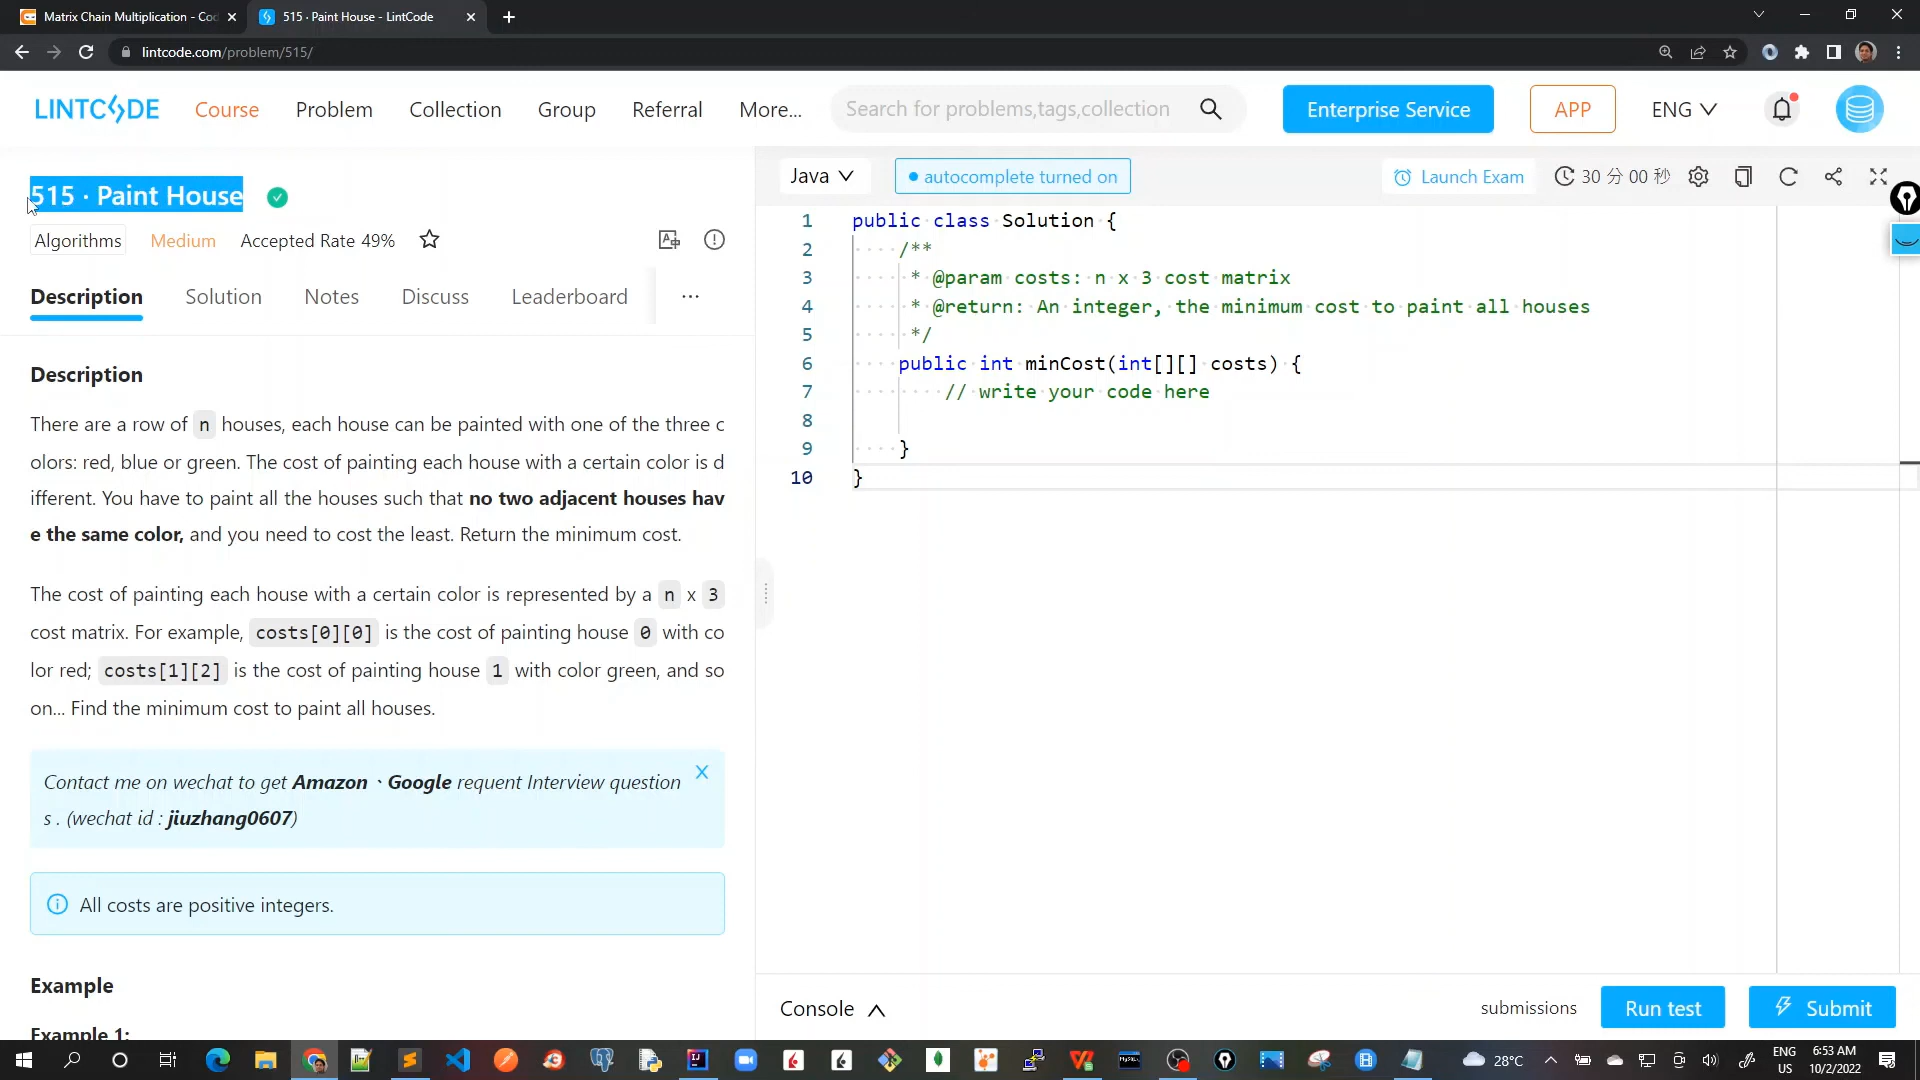 Matrix Chain Multiplication - Co
515 · Paint House - LintCode
lintcode.com/problem/515/
LINTCODE
Course
Problem
Collection
Group
Referral
More...
Search for problems,tags,collection
Enterprise Service
APP
ENG
515 · Paint House
Algorithms
Medium
Accepted Rate 49%
Description
Solution
Notes
Discuss
Leaderboard
...
Description
There are a row of n houses, each house can be painted with one of the three c
olors: red, blue or green. The cost of painting each house with a certain color is d
ifferent. You have to paint all the houses such that no two adjacent houses hav
e the same color, and you need to cost the least. Return the minimum cost.
The cost of painting each house with a certain color is represented by a n x 3
cost matrix. For example, costs[0][0] is the cost of painting house 0 with co
lor red; costs[1][2] is the cost of painting house 1 with color green, and so
on... Find the minimum cost to paint all houses.
Contact me on wechat to get Amazon、Google requent Interview question
s . (wechat id : jiuzhang0607)
X
All costs are positive integers.
Example
Example 1:
Java
autocomplete turned on
Launch Exam
30 分 00 秒
1 public class Solution {
2 /**
3 * @param costs: n x 3 cost matrix
4 * @return: An integer, the minimum cost to paint all houses
5 */
6 public int minCost(int[][] costs) {
7 // write your code here
8
9 }
10 }
Console
submissions
Run test
Submit
28°C
ENG
US
6:53 AM
10/2/2022